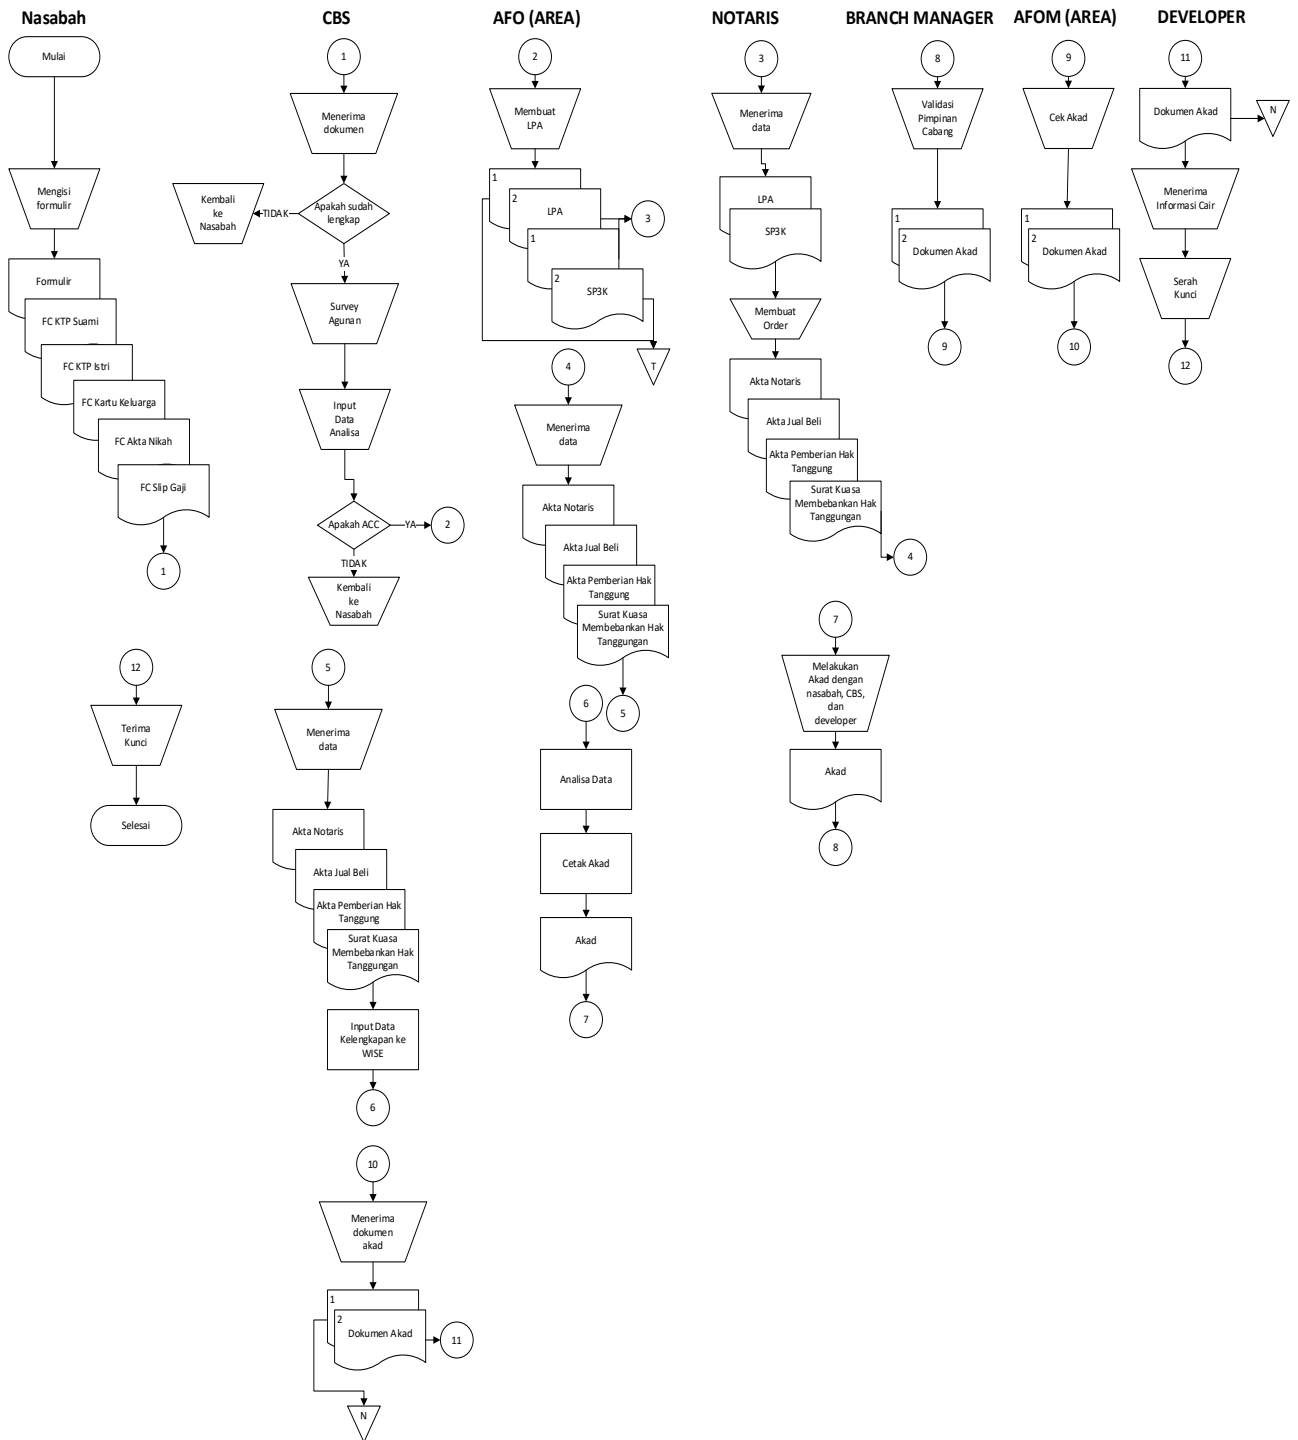 Nasabah
CBS
AFO (AREA)
NOTARIS
BRANCH MANAGER
AFOM (AREA)
DEVELOPER
Mulai
Mengisi
formulir
Formulir
FC KTP Suami
FC KTP Istri
FC Kartu Keluarga
FC Akta Nikah
FC Slip Gaji
1
12
Terima
Kunci
Selesai
1
Menerima
dokumen
Apakah sudah
lengkap
TIDAK
Kembali
ke
Nasabah
YA
Survey
Agunan
Input
Data
Analisa
Apakah ACC
YA
2
TIDAK
Kembali
ke
Nasabah
5
Menerima
data
Akta Notaris
Akta Jual Beli
Akta Pemberian Hak
Tanggung
Surat Kuasa
Membebankan Hak
Tanggungan
Input Data
Kelengkapan ke
WISE
6
10
Menerima
dokumen
akad
1
2
Dokumen Akad
11
N
2
Membuat
LPA
1
2
LPA
3
1
2
SP3K
T
4
Menerima
data
Akta Notaris
Akta Jual Beli
Akta Pemberian Hak
Tanggung
Surat Kuasa
Membebankan Hak
Tanggungan
5
6
Analisa Data
Cetak Akad
Akad
7
3
Menerima
data
LPA
SP3K
Membuat
Order
Akta Notaris
Akta Jual Beli
Akta Pemberian Hak
Tanggung
Surat Kuasa
Membebankan Hak
Tanggungan
4
7
Melakukan
Akad dengan
nasabah, CBS,
dan
developer
Akad
8
8
Validasi
Pimpinan
Cabang
1
2
Dokumen Akad
9
9
Cek Akad
1
2
Dokumen Akad
10
11
Dokumen Akad
N
Menerima
Informasi Cair
Serah
Kunci
12